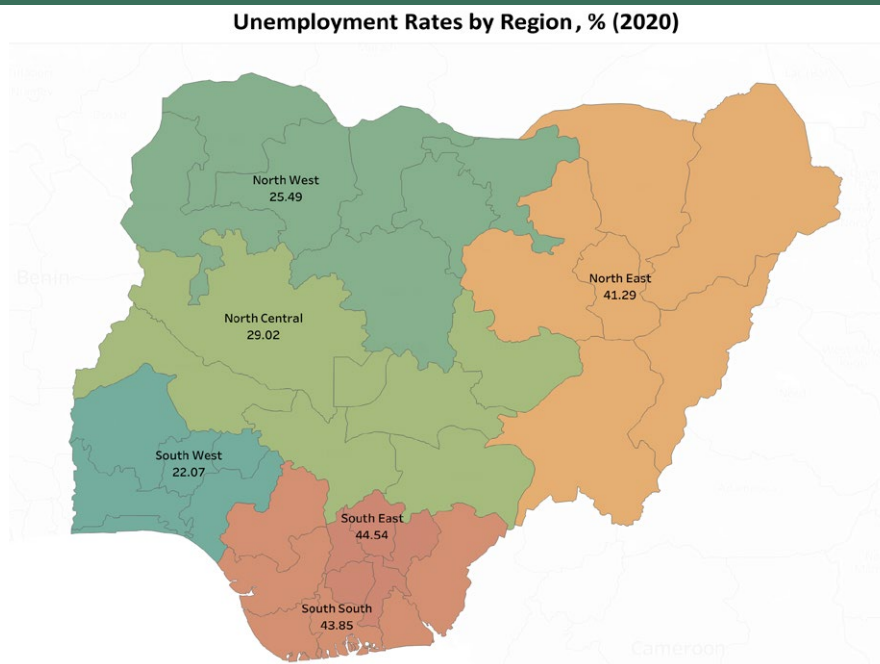 Unemployment Rates by Region, % (2020)
North West
25.49
North East
41.29
Benin
North Central
29.02
South West
22.07
South East
44.54
South South
43.85
Cameroon